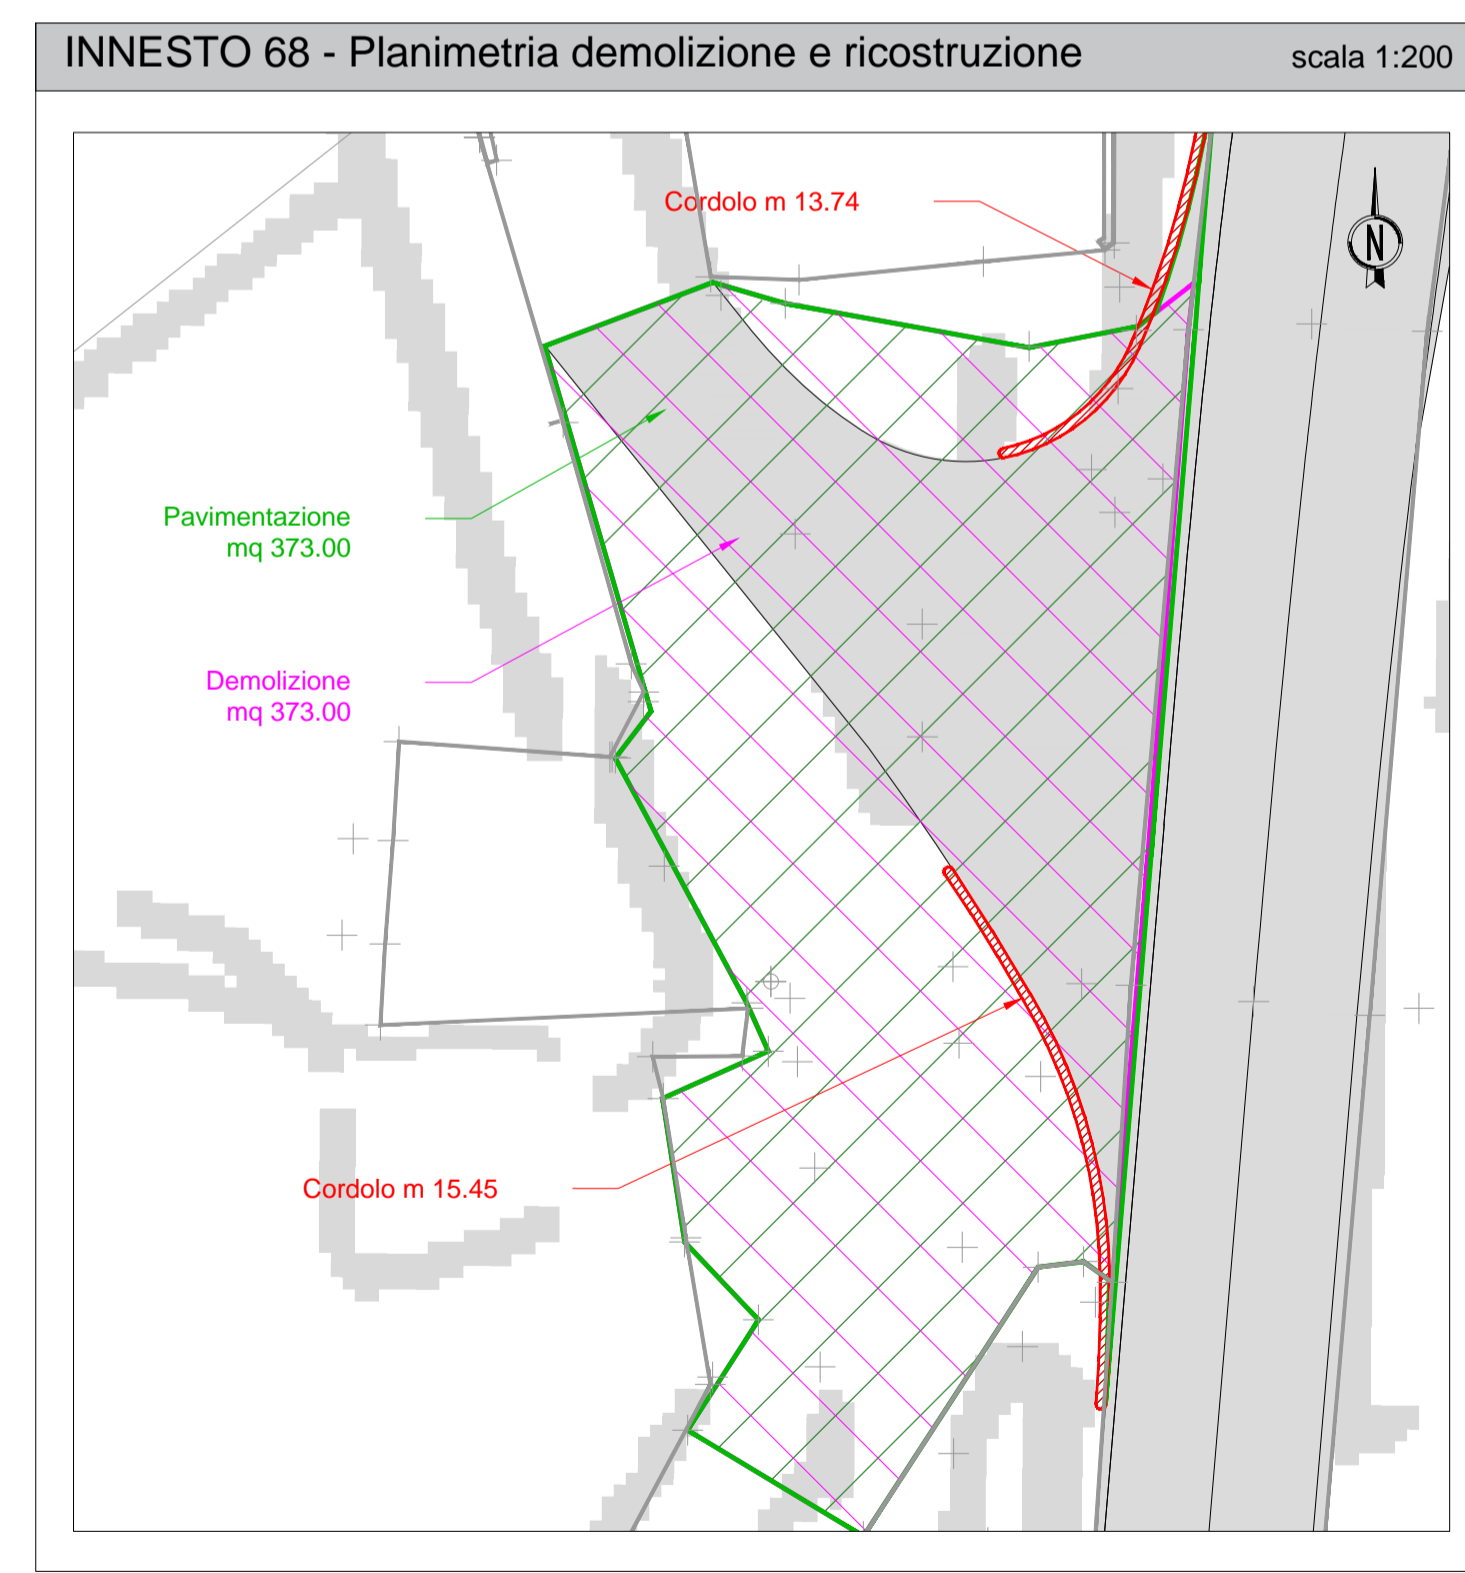 INNESTO 68 - Planimetria demolizione e ricostruzione scala 1:200
Cordolo m 13.74
N
Pavimentazione
mq 373.00
Demolizione
mq 373.00
Cordolo m 15.45